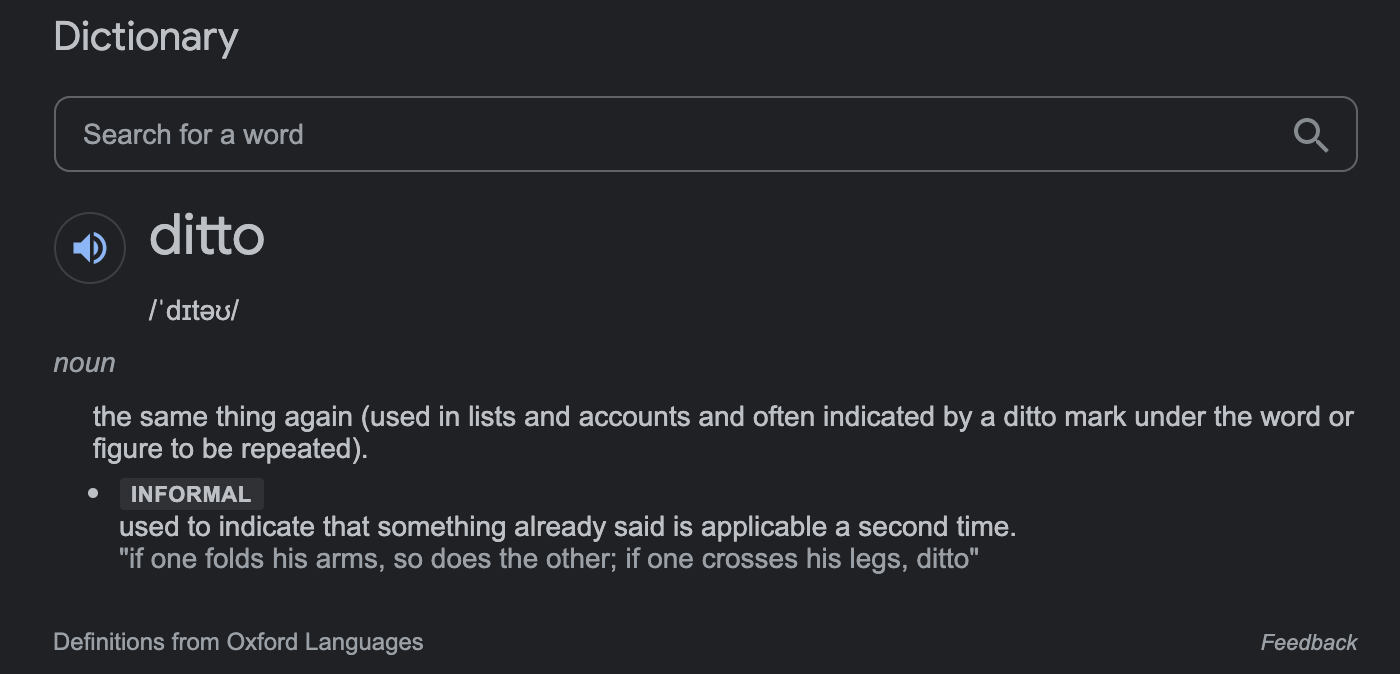 Dictionary
Search for a word
ditto
/ˈdɪtəʊ/
noun
the same thing again (used in lists and accounts and often indicated by a ditto mark under the word or
figure to be repeated).
• INFORMAL
used to indicate that something already said is applicable a second time.
"if one folds his arms, so does the other; if one crosses his legs, ditto"
Definitions from Oxford Languages
Feedback